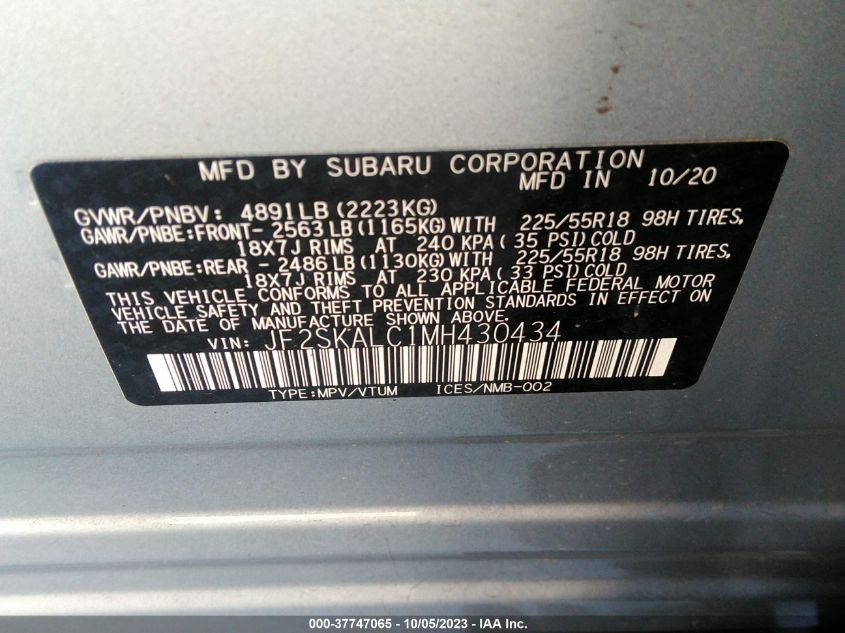 MFD BY SUBARU CORPORATION
MFD IN 10/20
GVWR/PNBV: 4891LB(2223KG)
GAWR/PNBE:FRONT- 2563LB(1165KG)WITH 225/55R18 98H TIRES,
18X7J RIMS AT 240 KPA(35 PSI)COLD
GAWR/PNBE:REAR - 2486LB(1130KG)WITH 225/55R18 98H TIRES,
18X7J RIMS AT 230 KPA(33 PSI)COLD
THIS VEHICLE CONFORMS TO ALL APPLICABLE FEDERAL MOTOR
VEHICLE SAFETY AND THEFT PREVENTION STANDARDS IN EFFECT ON
THE DATE OF MANUFACTURE SHOWN ABOVE.
VIN: JF2SKALC1MH430434
TYPE:MPV/VTUM ICES/NMB-002
000-37747065 - 10/05/2023 - IAA Inc.